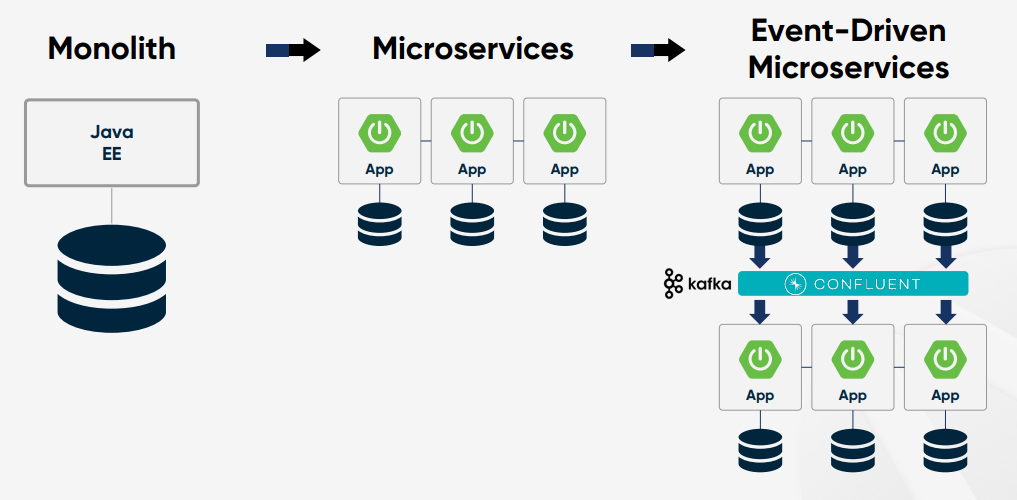 Monolith
Microservices
Event-Driven
Microservices
Java
EE
App
App
App
App
App
App
kafka
CONFLUENT
App
App
App